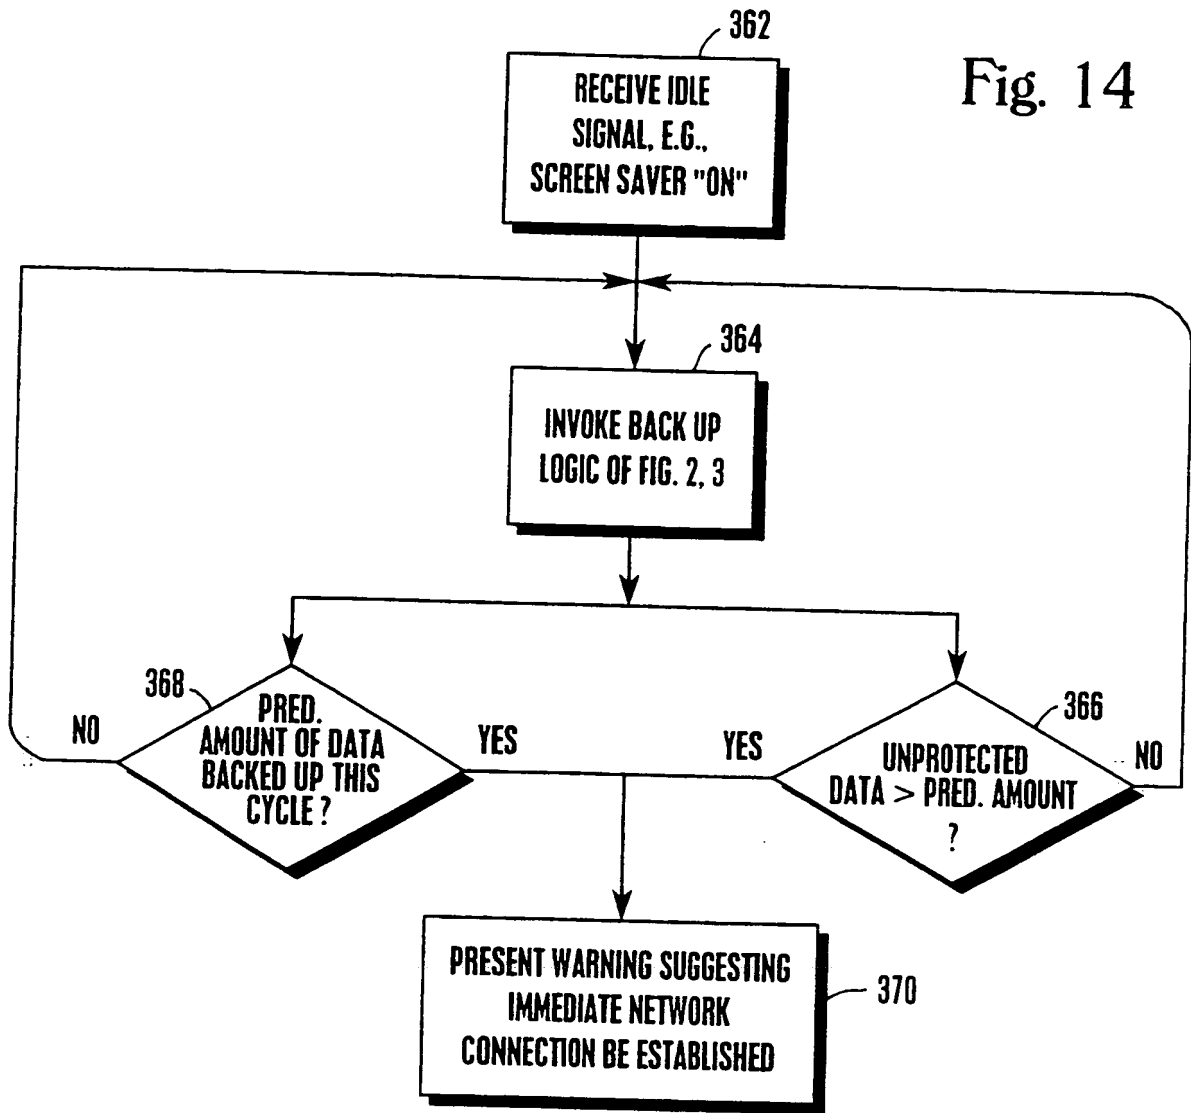 362
Fig. 14
RECEIVE IDLE
SIGNAL, E.G.,
SCREEN SAVER "ON"
364
INVOKE BACK UP
LOGIC OF FIG. 2, 3
368
PRED.
AMOUNT OF DATA
BACKED UP THIS
CYCLE ?
NO
YES
YES
366
UNPROTECTED
DATA > PRED. AMOUNT
?
NO
PRESENT WARNING SUGGESTING
IMMEDIATE NETWORK
CONNECTION BE ESTABLISHED
370